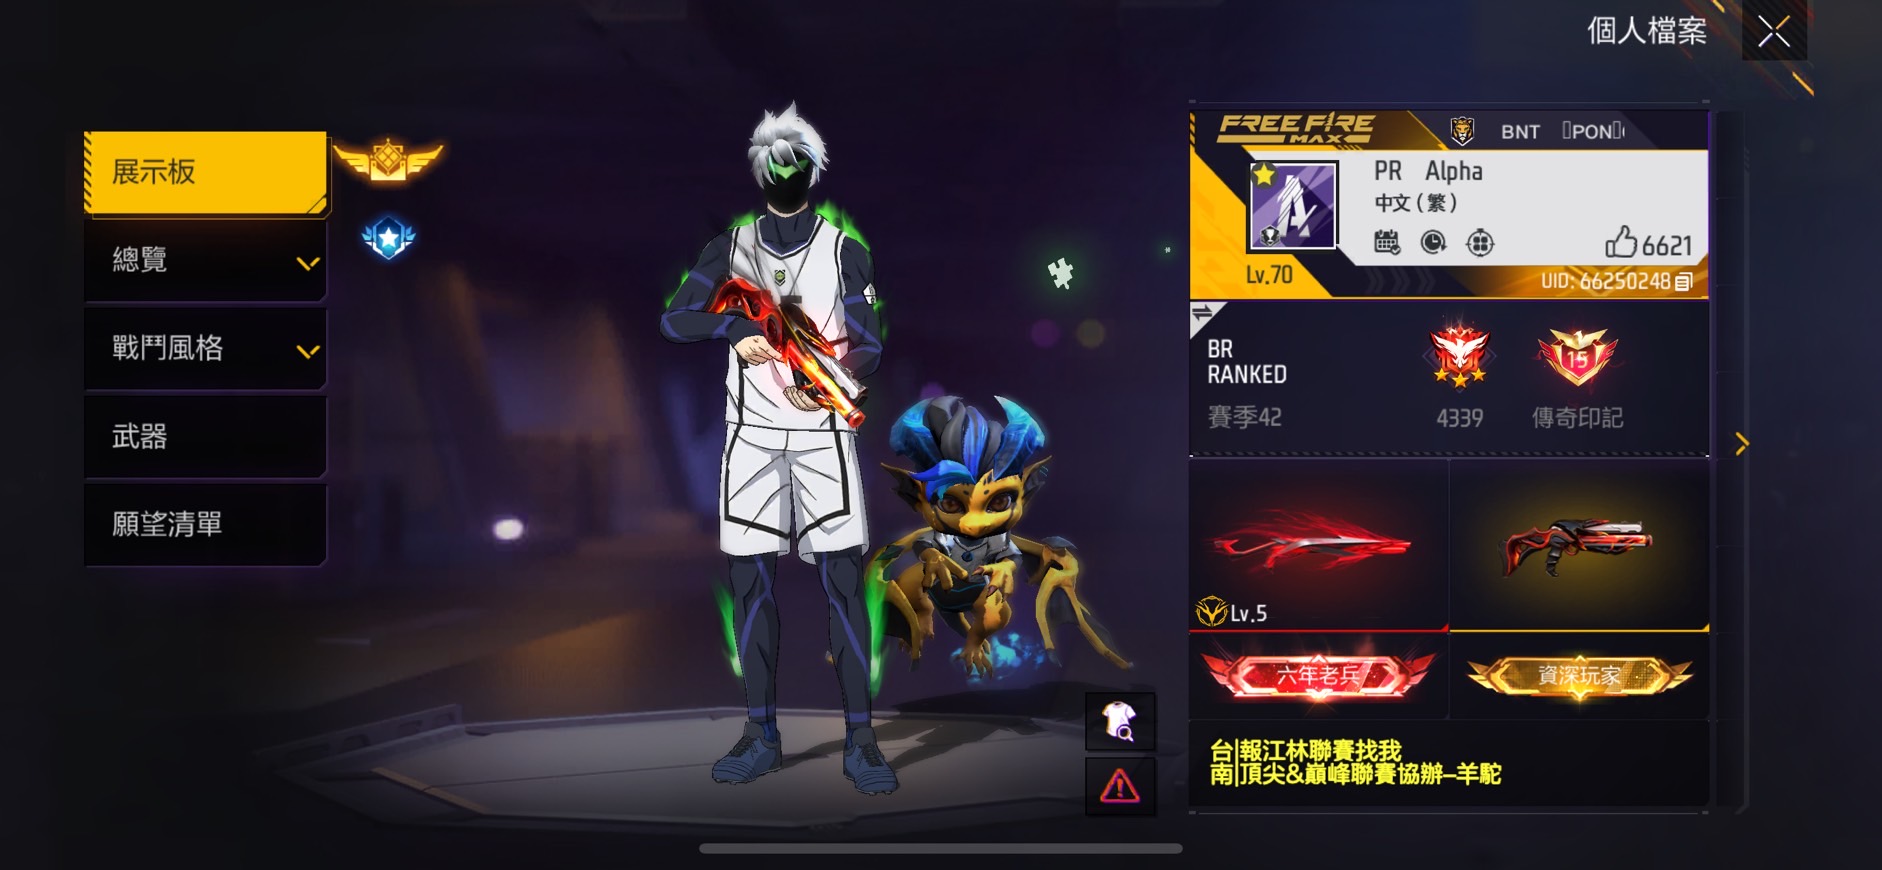 個人檔案
展示板
總覽
戰鬥風格
武器
願望清單
FREE FIRE
MAX
BNT PON
A
PR Alpha
中文(繁)
6621
Lv.70
UID: 66250248
BR
RANKED
賽季42
15
4339
傳奇印記
Lv.5
六年老兵
資深玩家
台|報江林聯賽找我
南|頂尖&巔峰聯賽協辦–羊駝